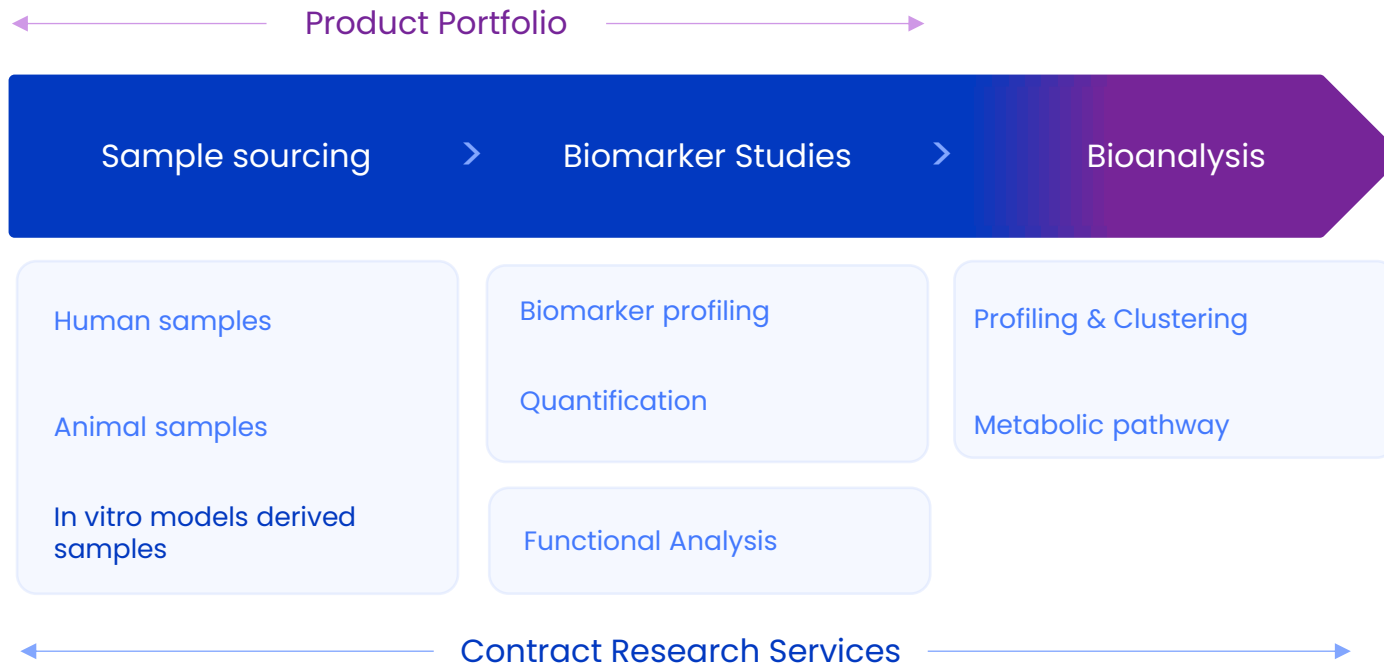 Product Portfolio
Sample sourcing > Biomarker Studies > Bioanalysis
Human samples
Animal samples
In vitro models derived
samples
Biomarker profiling
Quantification
Functional Analysis
Profiling & Clustering
Metabolic pathway
Contract Research Services